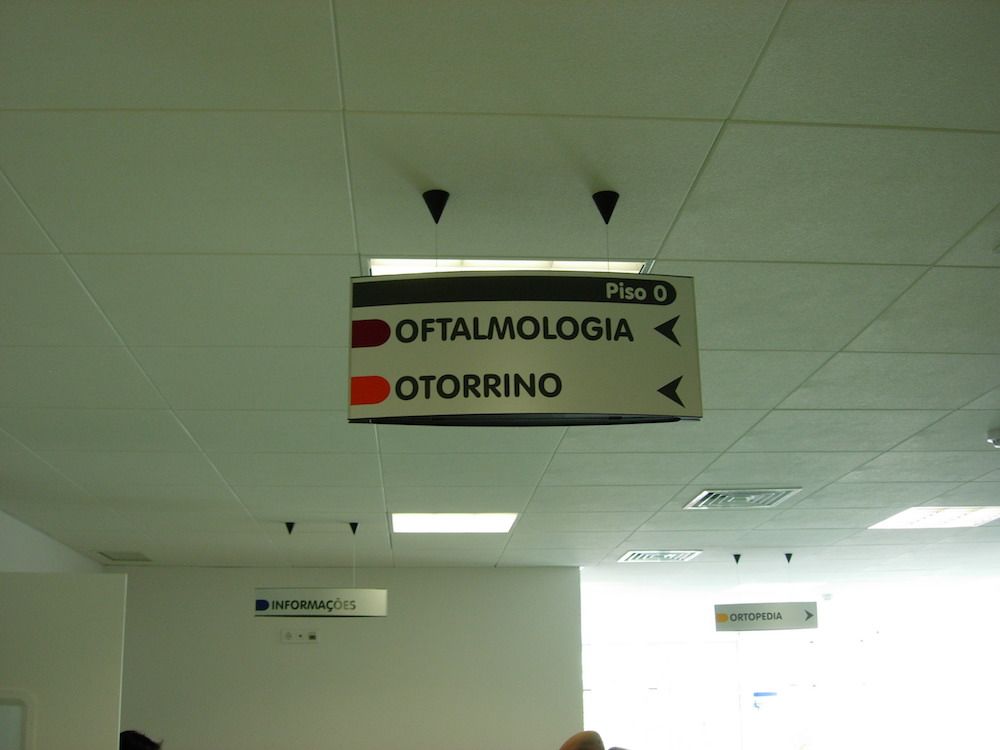 Piso 0
OFTALMOLOGIA
OTORRINO
INFORMAÇÕES
ORTOPEDIA